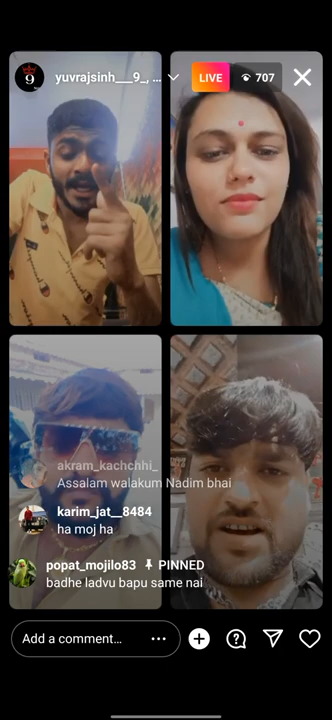 9
yuvrajsinh___9_, ...
LIVE
707
akram_kachchhi_
Assalam walakum Nadim bhai
karim_jat__8484
ha moj ha
popat_mojilo83 PINNED
badhe ladvu bapu same nai
Add a comment...